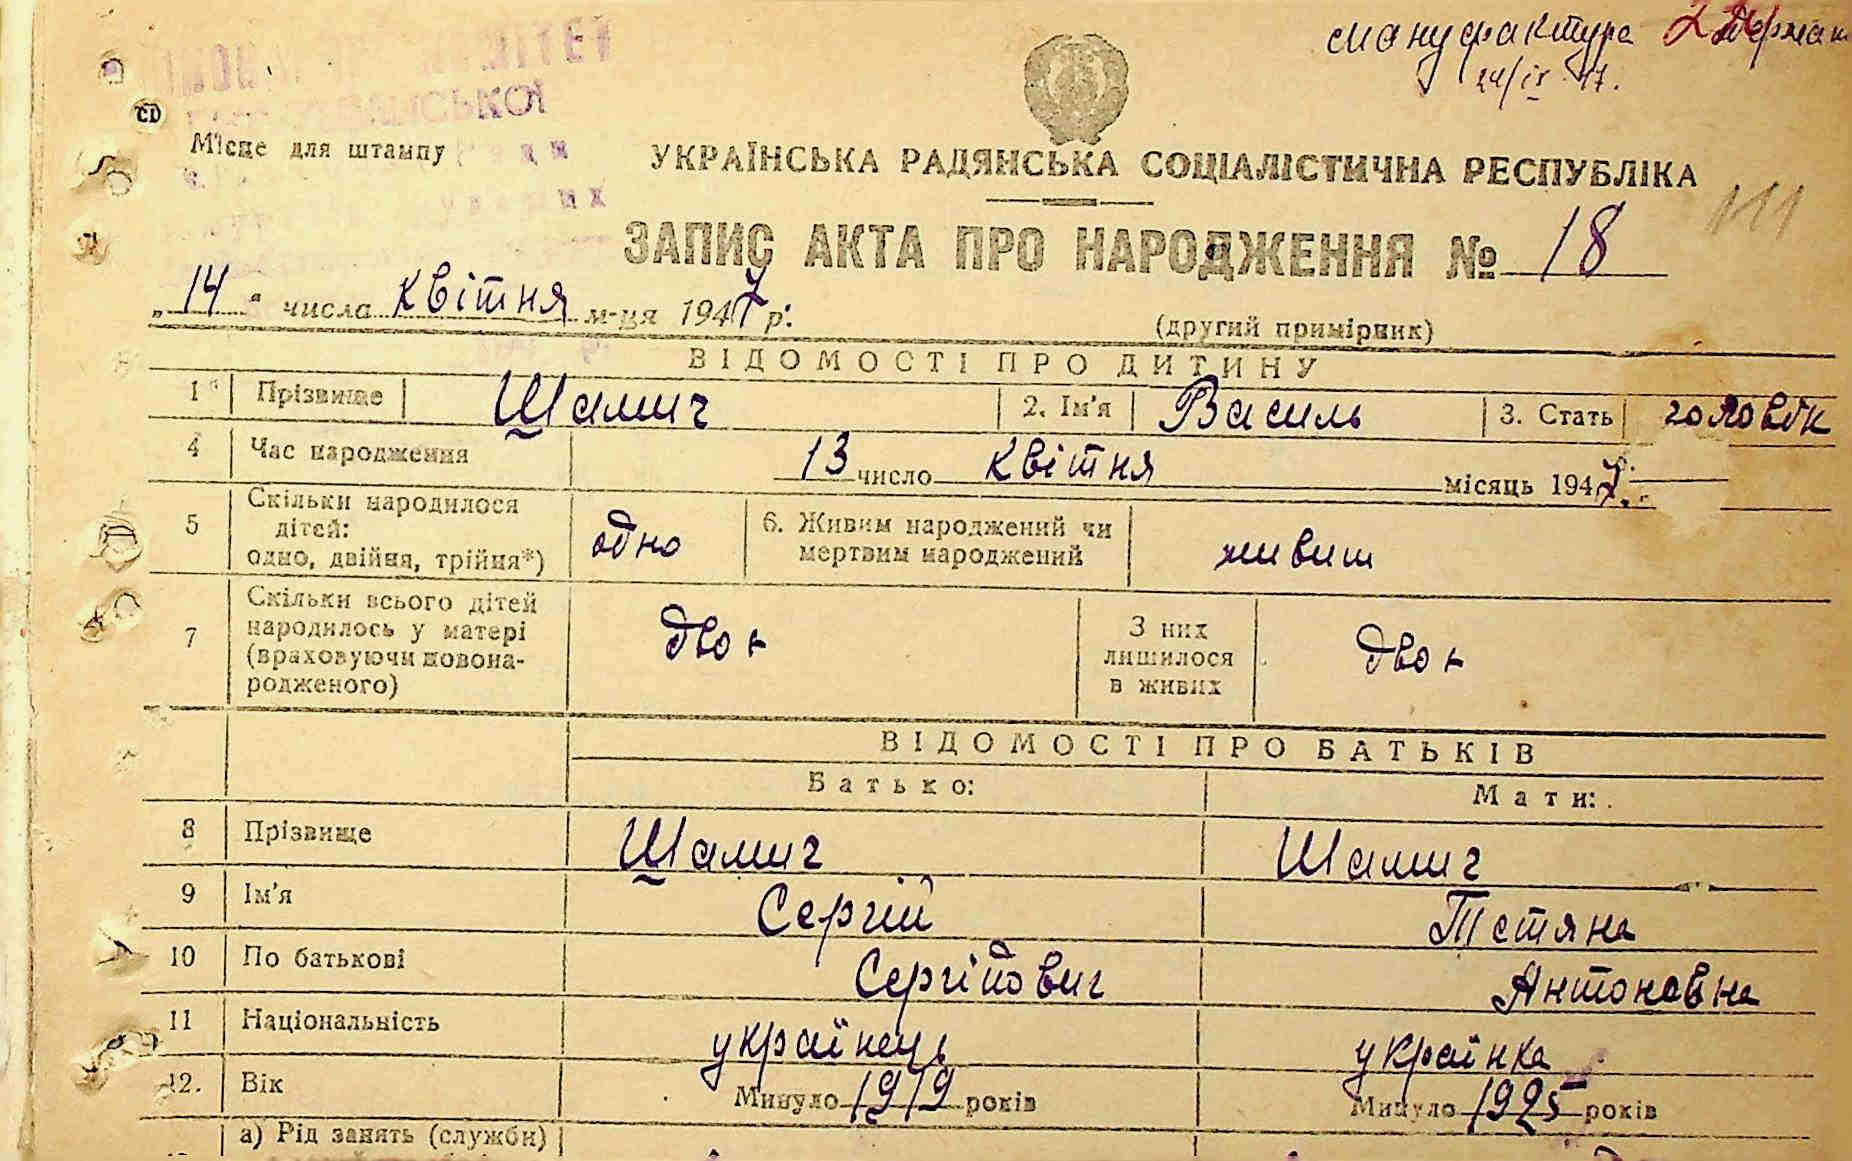 мануфактура
24/IV 47.
Місце для штампу
УКРАЇНСЬКА РАДЯНСЬКА СОЦІАЛІСТИЧНА РЕСПУБЛІКА
ЗАПИС АКТА ПРО НАРОДЖЕННЯ № 18
„14“ числа квітня м-ця 1947 р.
(другий примірник)
ВІДОМОСТІ ПРО ДИТИНУ
1 Прізвище Шамич 2. Ім'я Василь 3. Стать чоловік
4 Час народження 13 число квітня місяць 1947 р.
5 Скільки народилося дітей: одно, двійня, трійня*) одно 6. Живим народжений чи мертвим народжений живим
7 Скільки всього дітей народилось у матері (враховуючи новонародженого) двоє З них лишилося в живих двоє
ВІДОМОСТІ ПРО БАТЬКІВ
Батько: Мати:
8 Прізвище Шамич Шамич
9 Ім'я Сергій Тетяна
10 По батькові Сергійович Антоновна
11 Національність українець українка
12. Вік Минуло 1919 років Минуло 1925 років
а) Рід занять (служби)